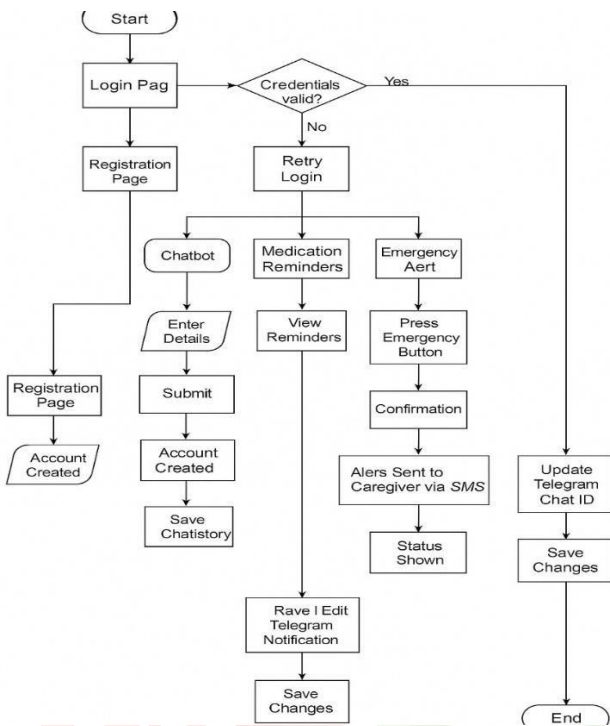 Start
Login Pag
Credentials
valid?
Yes
No
Registration
Page
Retry
Login
Chatbot
Medication
Reminders
Emergency
Aert
Enter
Details
View
Reminders
Press
Emergency
Button
Registration
Page
Submit
Confirmation
Account
Created
Account
Created
Alers Sent to
Caregiver via SMS
Update
Telegram
Chat ID
Save
Chatistory
Status
Shown
Save
Changes
Rave | Edit
Telegram
Notification
Save
Changes
End